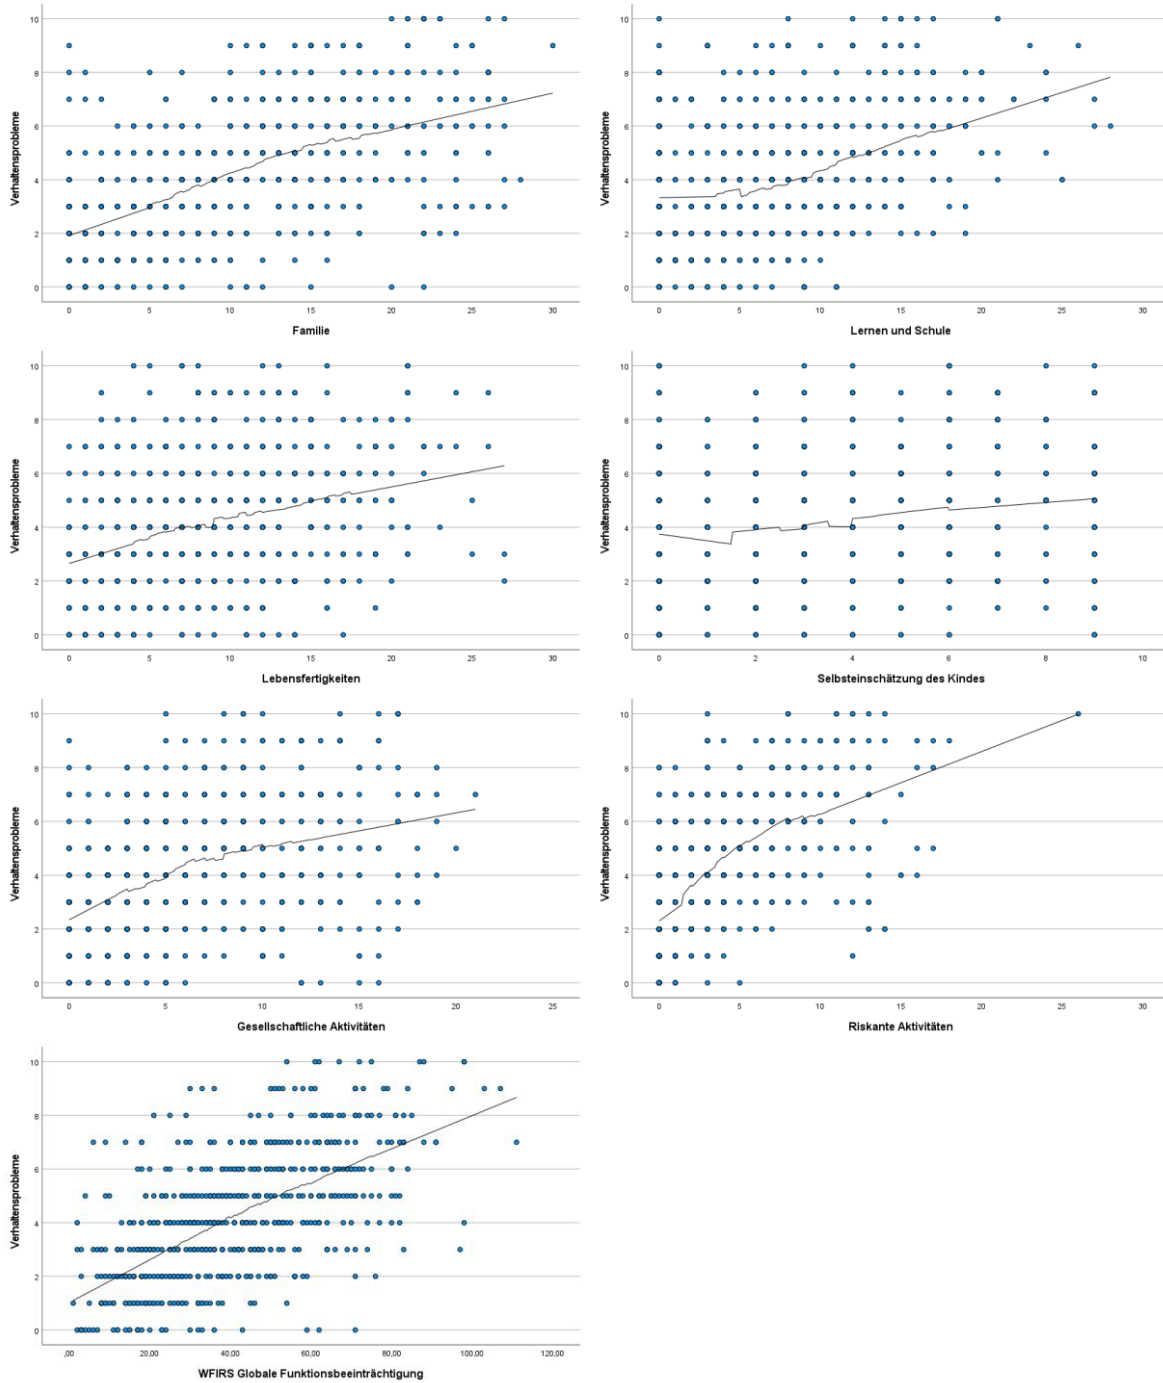 10
8
6
4
2
0
Verhaltensprobleme
0 5 10 15 20 25 30
Familie
10
8
6
4
2
0
Verhaltensprobleme
0 5 10 15 20 25 30
Lernen und Schule
10
8
6
4
2
0
Verhaltensprobleme
0 5 10 15 20 25 30
Lebensfertigkeiten
10
8
6
4
2
0
Verhaltensprobleme
0 2 4 6 8 10
Selbsteinschätzung des Kindes
10
8
6
4
2
0
Verhaltensprobleme
0 5 10 15 20 25
Gesellschaftliche Aktivitäten
10
8
6
4
2
0
Verhaltensprobleme
0 5 10 15 20 25 30
Riskante Aktivitäten
10
8
6
4
2
0
Verhaltensprobleme
,00 20,00 40,00 60,00 80,00 100,00 120,00
WFIRS Globale Funktionsbeeinträchtigung